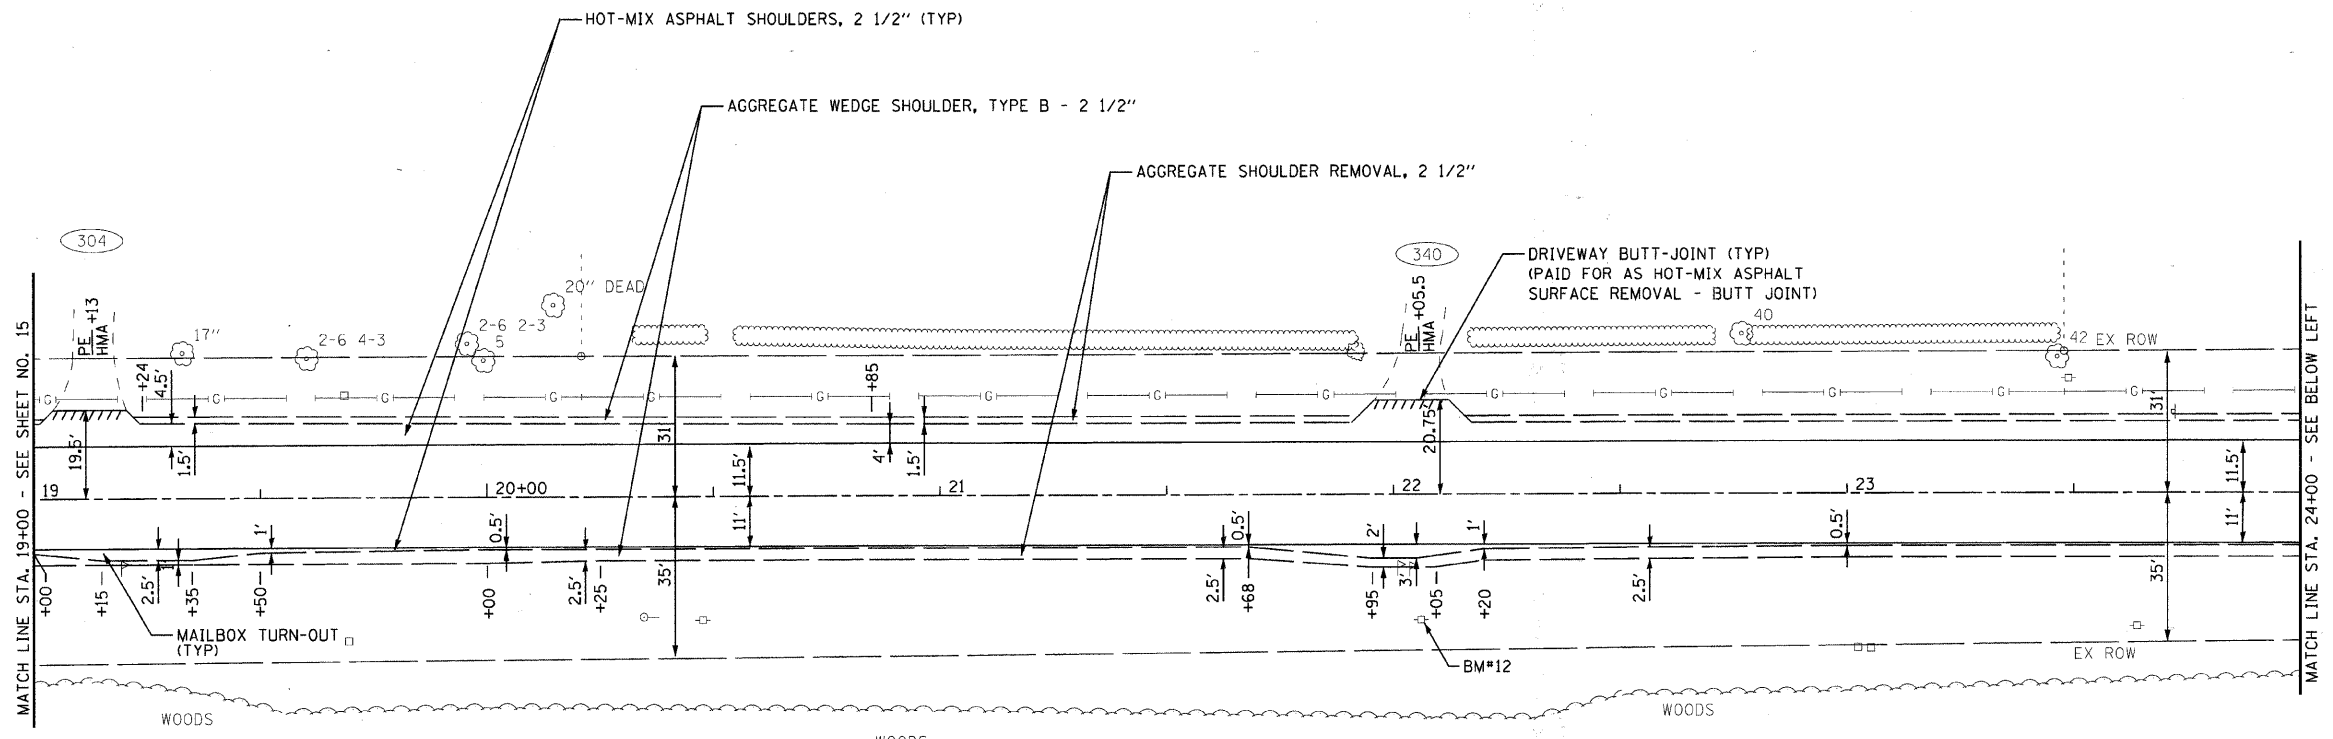 HOT-MIX ASPHALT SHOULDERS, 2 1/2" (TYP)
AGGREGATE WEDGE SHOULDER, TYPE B - 2 1/2"
AGGREGATE SHOULDER REMOVAL, 2 1/2"
304
340
DRIVEWAY BUTT-JOINT (TYP)
(PAID FOR AS HOT-MIX ASPHALT
SURFACE REMOVAL - BUTT JOINT)
MATCH LINE STA. 19+00 - SEE SHEET NO. 15
PE
HMA
+13
17"
2-6 4-3
2-6 2-3
5
20" DEAD
PE
HMA
+05.5
40
42 EX ROW
MATCH LINE STA. 24+00 - SEE BELOW LEFT
G
+24
4.5'
G
G
G
G
+85
G
G
G
G
G
G
G
G
31'
19.5'
1.5'
31'
11.5'
4'
1.5'
20.75'
11.5'
19
20+00
21
22
23
1'
0.5'
11'
0.5'
2'
1'
0.5'
11'
+00
+15
2.5'
+35
+50
+00
2.5'
+25
35'
2.5'
+68
+95
3'
+05
+20
2.5'
35'
MAILBOX TURN-OUT
(TYP)
BM#12
EX ROW
WOODS
WOODS